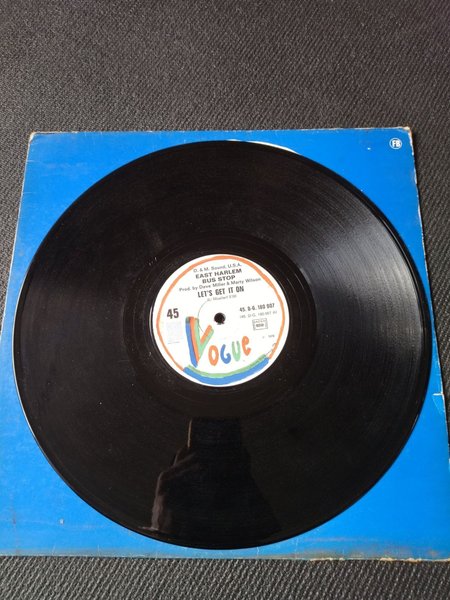 FB
D. & M. Sound, U.S.A.
EAST HARLEM
BUS STOP
Prod. by Dave Miller & Marty Wilson
LET'S GET IT ON
45
45. D-G. 180 007
VOGUE